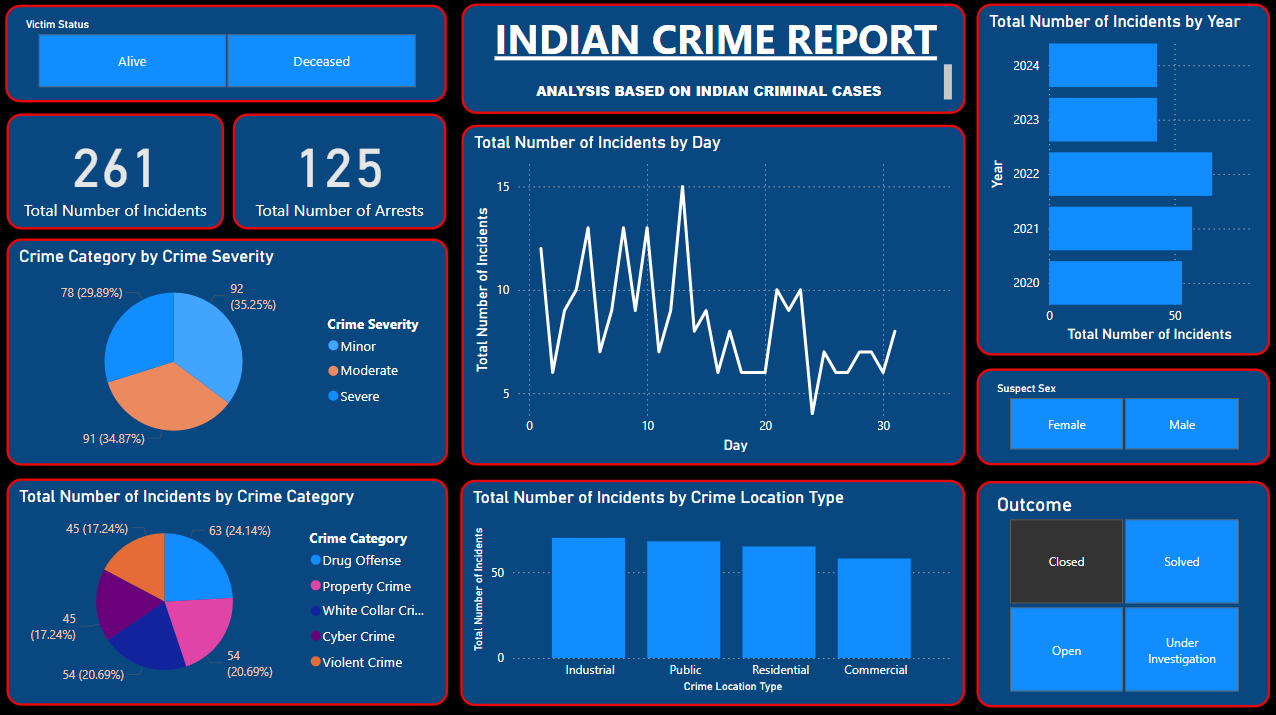 Victim Status
Alive
Deceased
INDIAN CRIME REPORT
ANALYSIS BASED ON INDIAN CRIMINAL CASES
261
Total Number of Incidents
125
Total Number of Arrests
Crime Category by Crime Severity
78 (29.89%)
92
(35.25%)
91 (34.87%)
Crime Severity
Minor
Moderate
Severe
Total Number of Incidents by Crime Category
45 (17.24%)
63 (24.14%)
45
(17.24%)
54 (20.69%)
54
(20.69%)
Crime Category
Drug Offense
Property Crime
White Collar Cri...
Cyber Crime
Violent Crime
Total Number of Incidents by Day
Total Number of Incidents
15
10
5
0
10
20
30
Day
Total Number of Incidents by Crime Location Type
Total Number of Incidents
50
0
Industrial
Public
Residential
Commercial
Crime Location Type
Total Number of Incidents by Year
Year
2024
2023
2022
2021
2020
0
50
Total Number of Incidents
Suspect Sex
Female
Male
Outcome
Closed
Solved
Open
Under
Investigation